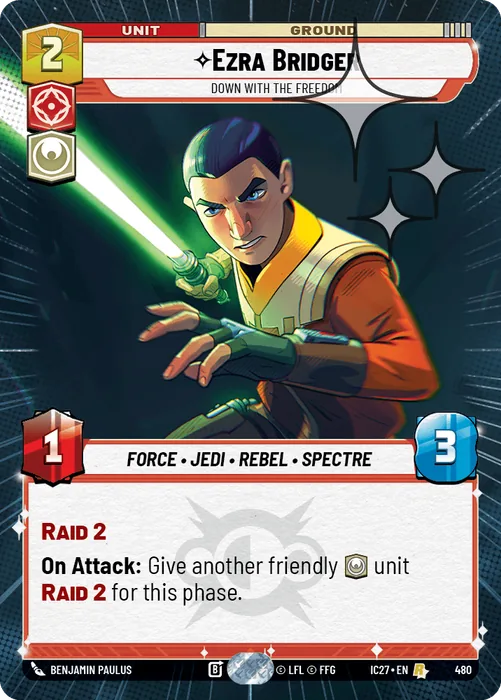 UNIT
GROUND
2
EZRA BRIDGER
DOWN WITH THE FREEDOM
1
3
FORCE • JEDI • REBEL • SPECTRE
RAID 2
On Attack: Give another friendly unit
RAID 2 for this phase.
BENJAMIN PAULUS
B
© LFL © FFG
IC27 • EN
R
480